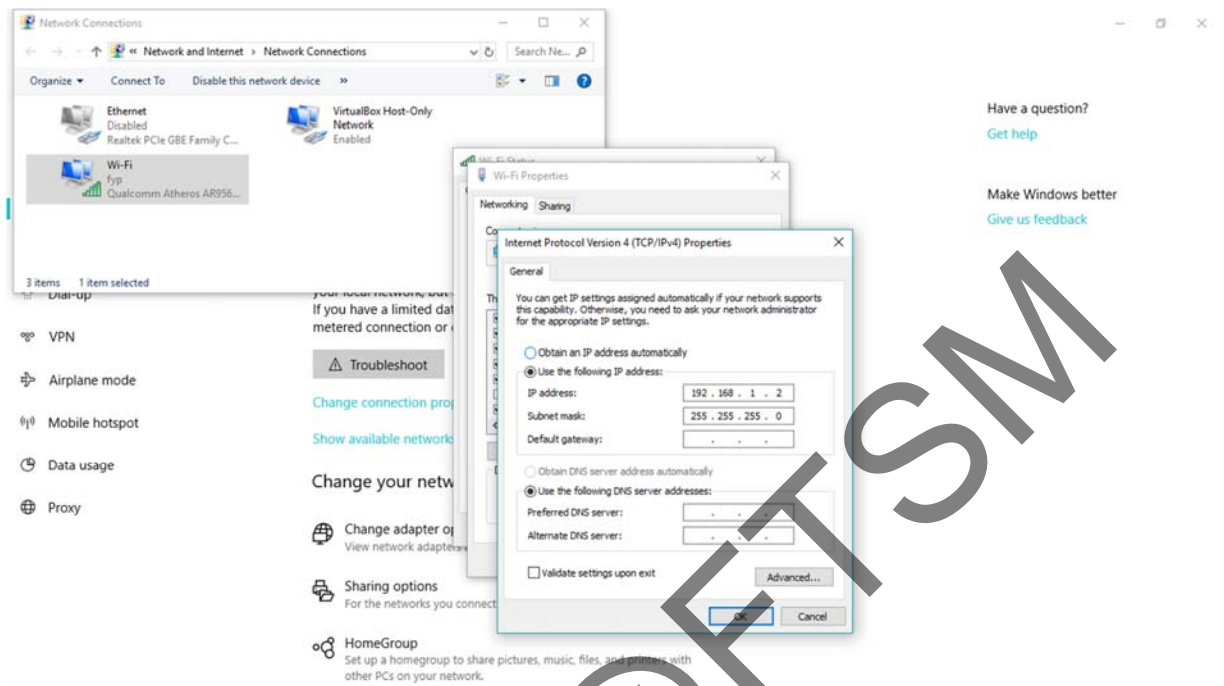 Network Connections
« Network and Internet › Network Connections
Search Ne...
Organize
Connect To
Disable this network device
»
Ethernet
Disabled
Realtek PCIe GBE Family C...
VirtualBox Host-Only
Network
Enabled
Wi-Fi
fyp
Qualcomm Atheros AR956...
3 items
1 item selected
Have a question?
Get help
Make Windows better
Give us feedback
Dial-up
VPN
Airplane mode
Mobile hotspot
Data usage
Proxy
your local network, but
If you have a limited dat
metered connection or
Troubleshoot
Change connection prop
Show available network
Change your netw
Change adapter op
View network adapters
Sharing options
For the networks you connect
HomeGroup
Set up a homegroup to share pictures, music, files, and printers with
other PCs on your network.
Wi-Fi Status
Wi-Fi Properties
Networking
Sharing
Internet Protocol Version 4 (TCP/IPv4) Properties
General
You can get IP settings assigned automatically if your network supports
this capability. Otherwise, you need to ask your network administrator
for the appropriate IP settings.
Obtain an IP address automatically
Use the following IP address:
IP address: 192 . 168 . 1 . 2
Subnet mask: 255 . 255 . 255 . 0
Default gateway: . . .
Obtain DNS server address automatically
Use the following DNS server addresses:
Preferred DNS server: . . .
Alternate DNS server: . . .
Validate settings upon exit
Advanced...
OK
Cancel
FTSM